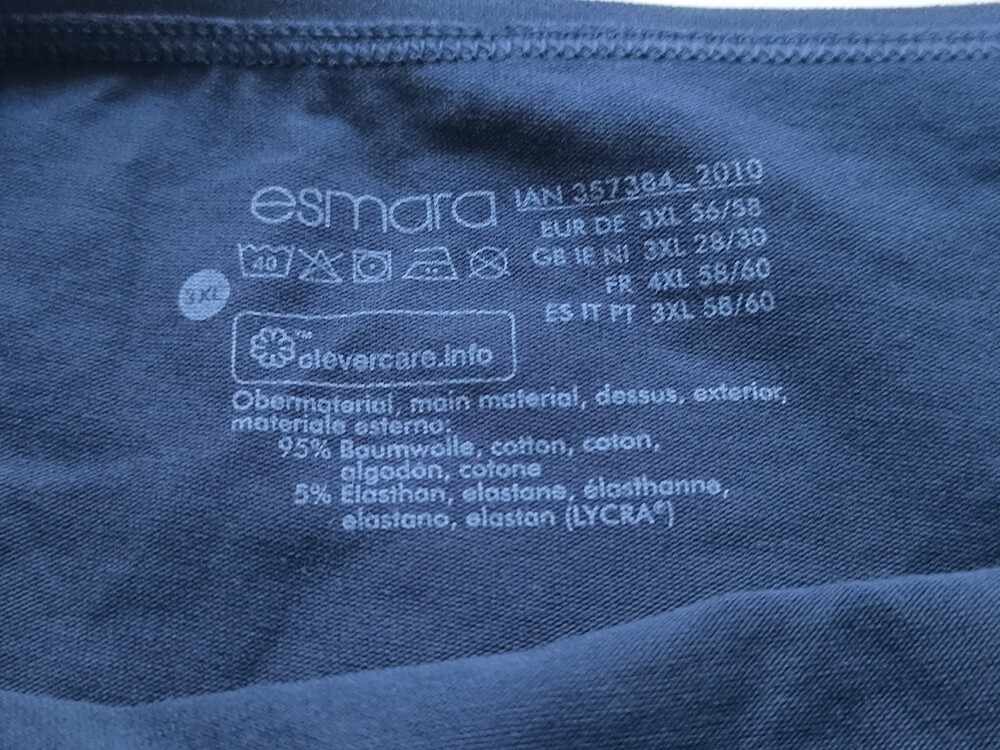 esmara
IAN 357384_2010
EUR DE 3XL 56/58
GB IE NI 3XL 28/30
FR 4XL 58/60
ES IT PT 3XL 58/60
40
3XL
™clevercare.info
Obermaterial, main material, dessus, exterior,
materiale esterno:
95% Baumwolle, cotton, coton,
algodón, cotone
5% Elasthan, elastane, élasthanne,
elastano, elastan (LYCRA®)